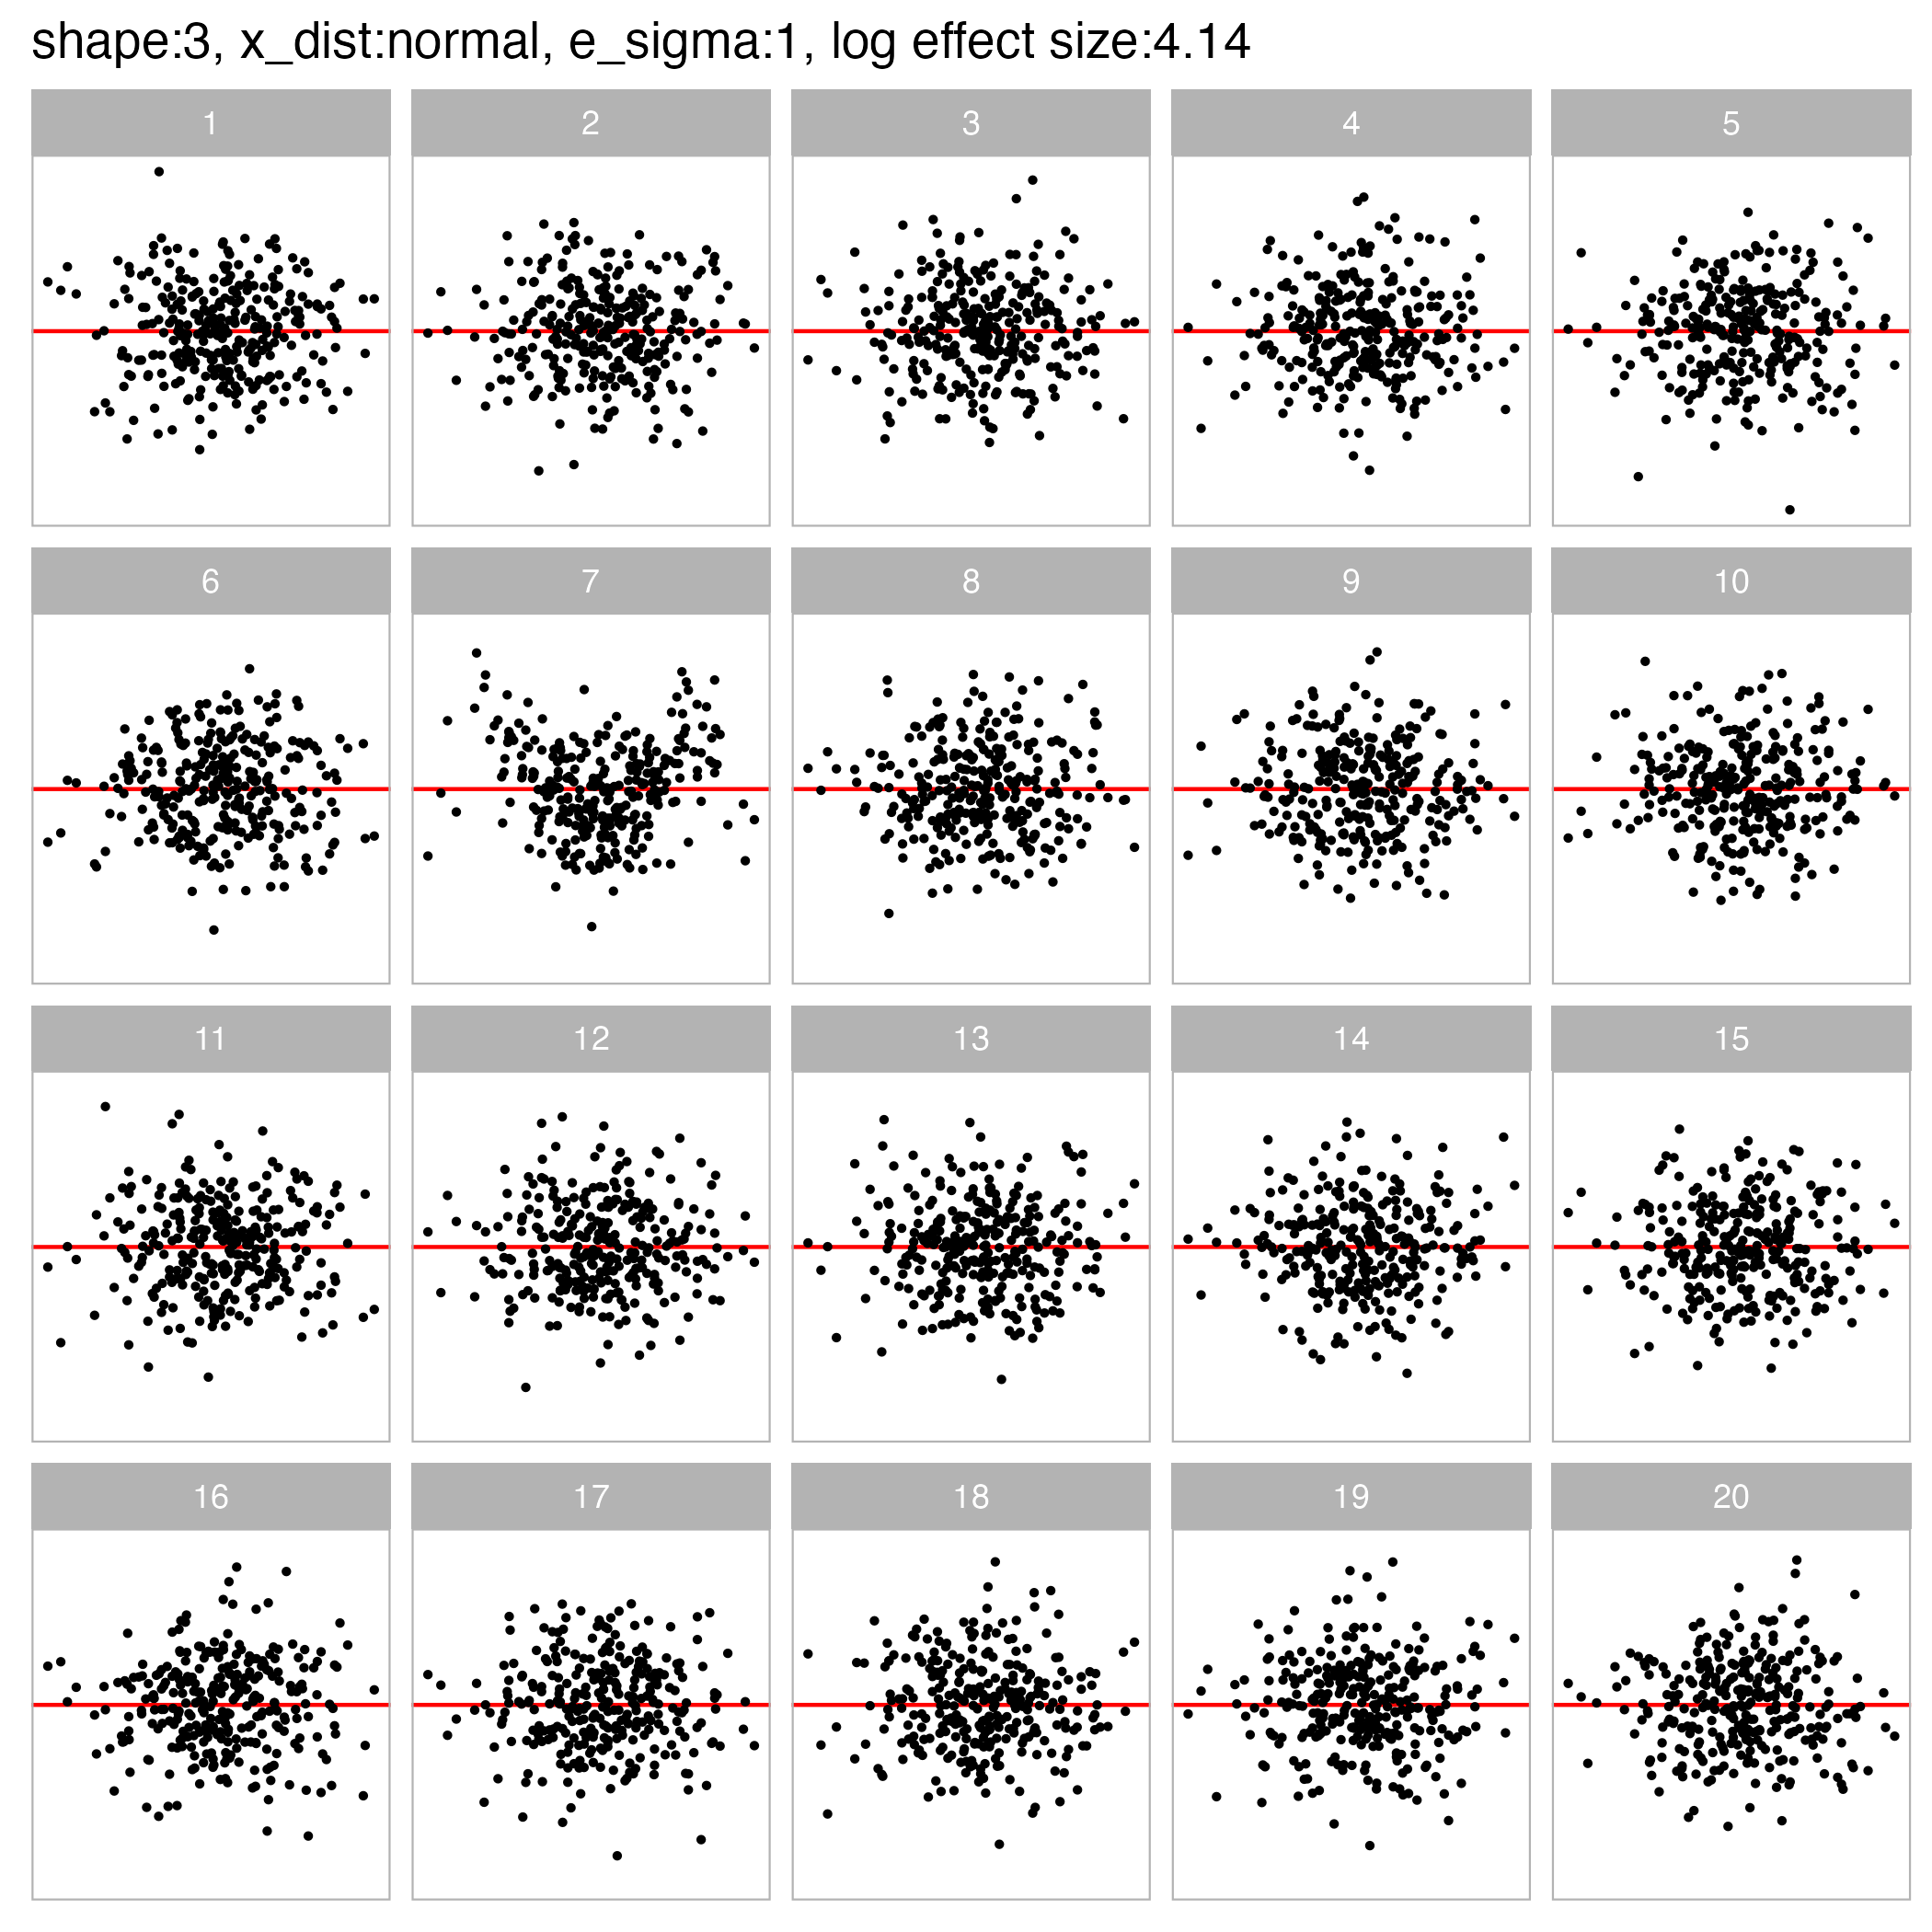 shape:3, x_dist:normal, e_sigma:1, log effect size:4.14
1 2 3 4 5
6 7 8 9 10
11 12 13 14 15
16 17 18 19 20